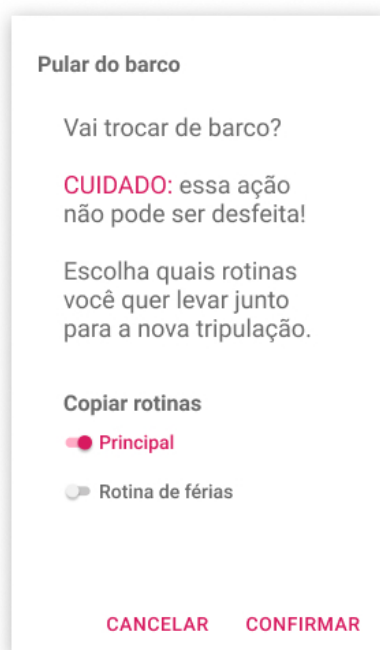 Pular do barco
Vai trocar de barco?
CUIDADO: essa ação
não pode ser desfeita!
Escolha quais rotinas
você quer levar junto
para a nova tripulação.
Copiar rotinas
Principal
Rotina de férias
CANCELAR CONFIRMAR